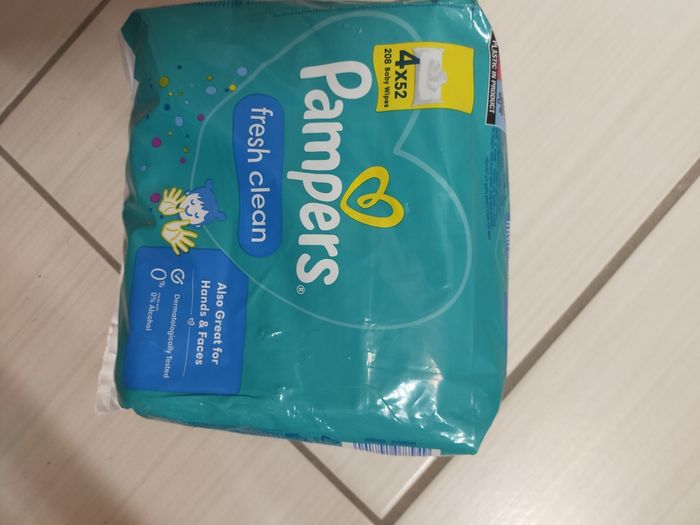 PLASTIC IN PRODUCT
4x52
208 Baby Wipes
Pampers®
fresh clean
Also Great for
Hands & Faces
Dermatologically Tested
0%
0% Alcohol